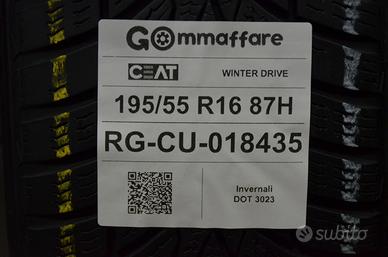 GOmmaffare
CEAT
WINTER DRIVE
195/55 R16 87H
RG-CU-018435
Invernali
DOT 3023
subito